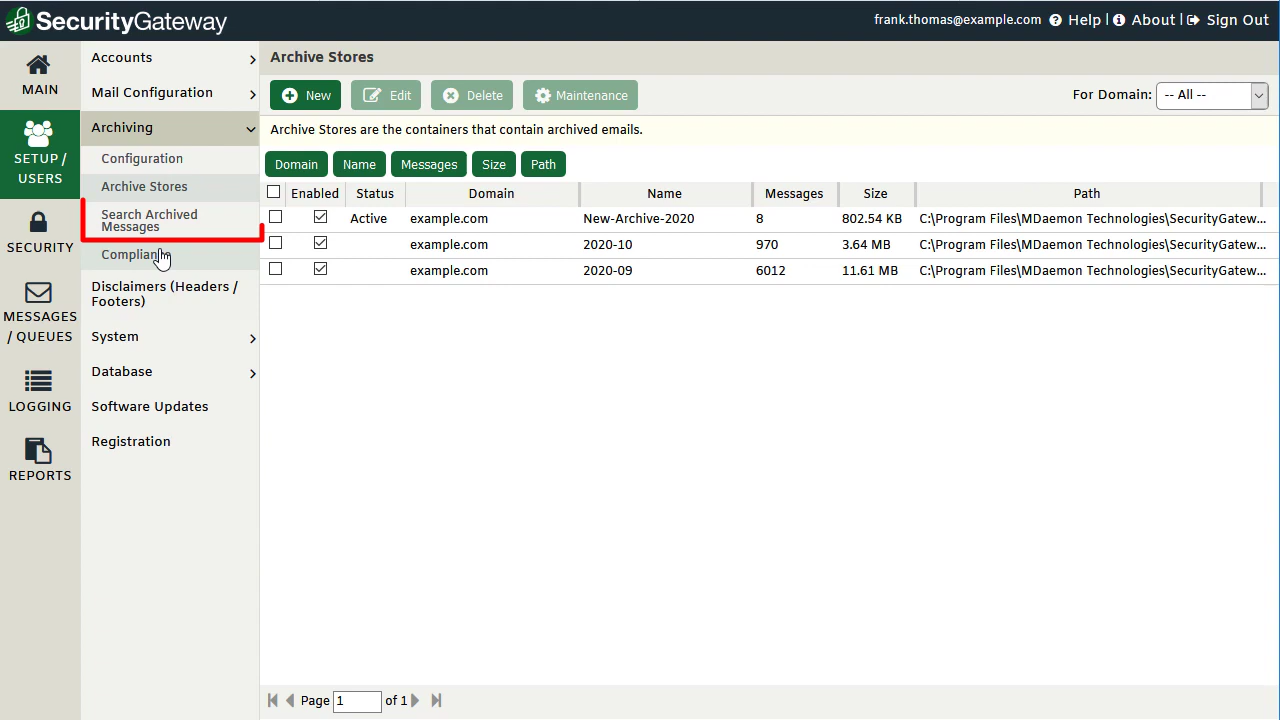 SecurityGateway
frank.thomas@example.com Help | About | Sign Out
MAIN
SETUP /
USERS
SECURITY
MESSAGES
/ QUEUES
LOGGING
REPORTS
Accounts
Mail Configuration
Archiving
Configuration
Archive Stores
Search Archived
Messages
Disclaimers (Headers /
Footers)
System
Database
Software Updates
Registration
Archive Stores
New Edit Delete Maintenance For Domain: -- All --
Archive Stores are the containers that contain archived emails.
Domain Name Messages Size Path
Enabled Status Domain Name Messages Size Path
Active example.com New-Archive-2020 8 802.54 KB C:\Program Files\MDaemon Technologies\SecurityGatew...
example.com 2020-10 970 3.64 MB C:\Program Files\MDaemon Technologies\SecurityGatew...
example.com 2020-09 6012 11.61 MB C:\Program Files\MDaemon Technologies\SecurityGatew...
Page 1 of 1